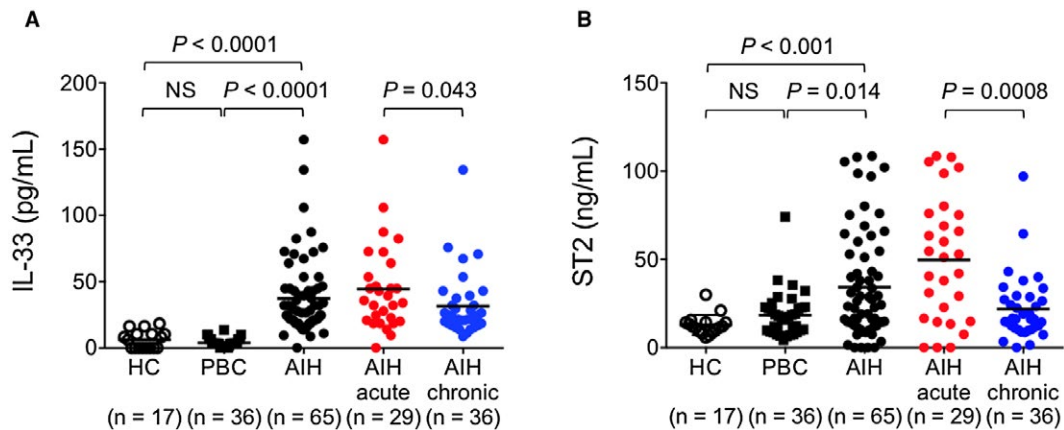 A
P < 0.0001
NS
P < 0.0001
P = 0.043
200
150
100
50
0
IL-33 (pg/mL)
HC
PBC
AIH
AIH acute
AIH chronic
(n = 17) (n = 36) (n = 65) (n = 29) (n = 36)
B
P < 0.001
NS
P = 0.014
P = 0.0008
150
100
50
0
ST2 (ng/mL)
HC
PBC
AIH
AIH acute
AIH chronic
(n = 17) (n = 36) (n = 65) (n = 29) (n = 36)